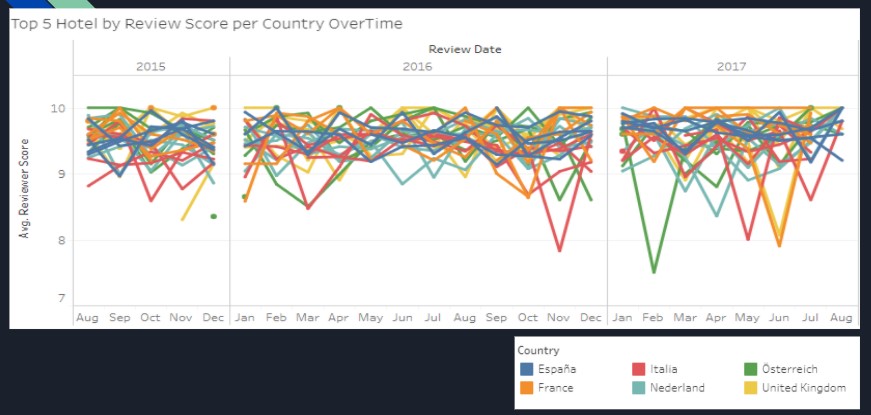 Top 5 Hotel by Review Score per Country OverTime
Review Date
2015 2016 2017
Avg. Reviewer Score
10
9
8
7
Aug Sep Oct Nov Dec Jan Feb Mar Apr May Jun Jul Aug Sep Oct Nov Dec Jan Feb Mar Apr May Jun Jul Aug
Country
España Italia Österreich
France Nederland United Kingdom